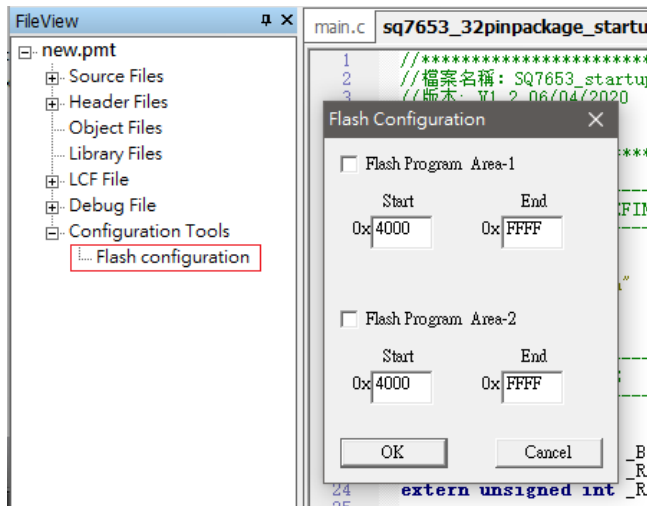 FileView
new.pmt
Source Files
Header Files
Object Files
Library Files
LCF File
Debug File
Configuration Tools
Flash configuration
main.c
sq7653_32pinpackage_startu
1
2
3
//檔案名稱: SQ7653_startup
//版本: V1.2 06/04/2020
Flash Configuration
Flash Program Area-1
Start End
0x 4000 0x FFFF
Flash Program Area-2
Start End
0x 4000 0x FFFF
OK Cancel
24 extern unsigned int _R